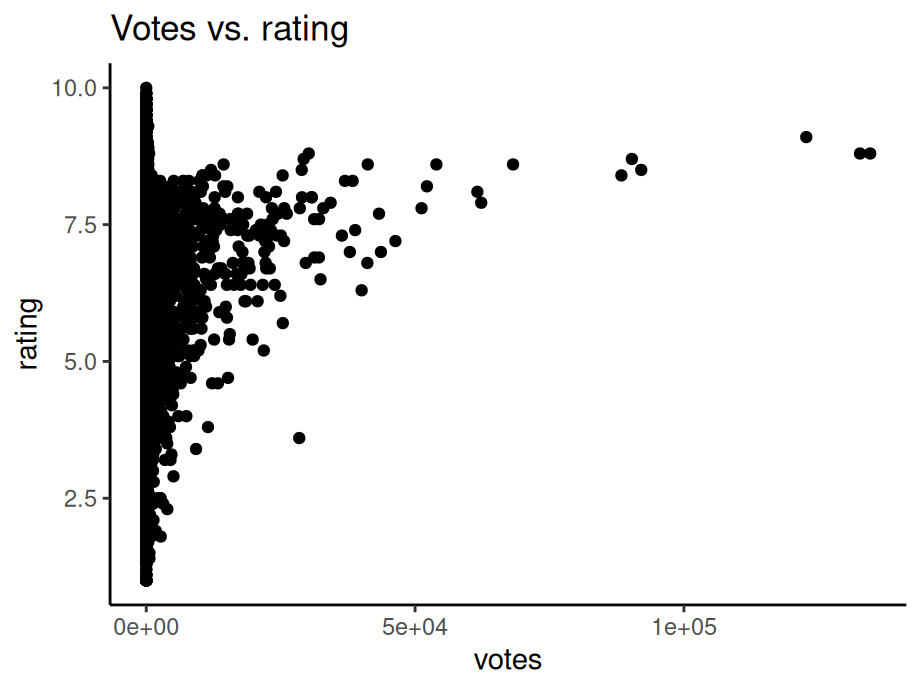 Votes vs. rating
10.0
7.5
5.0
2.5
rating
0e+00
5e+04
1e+05
votes